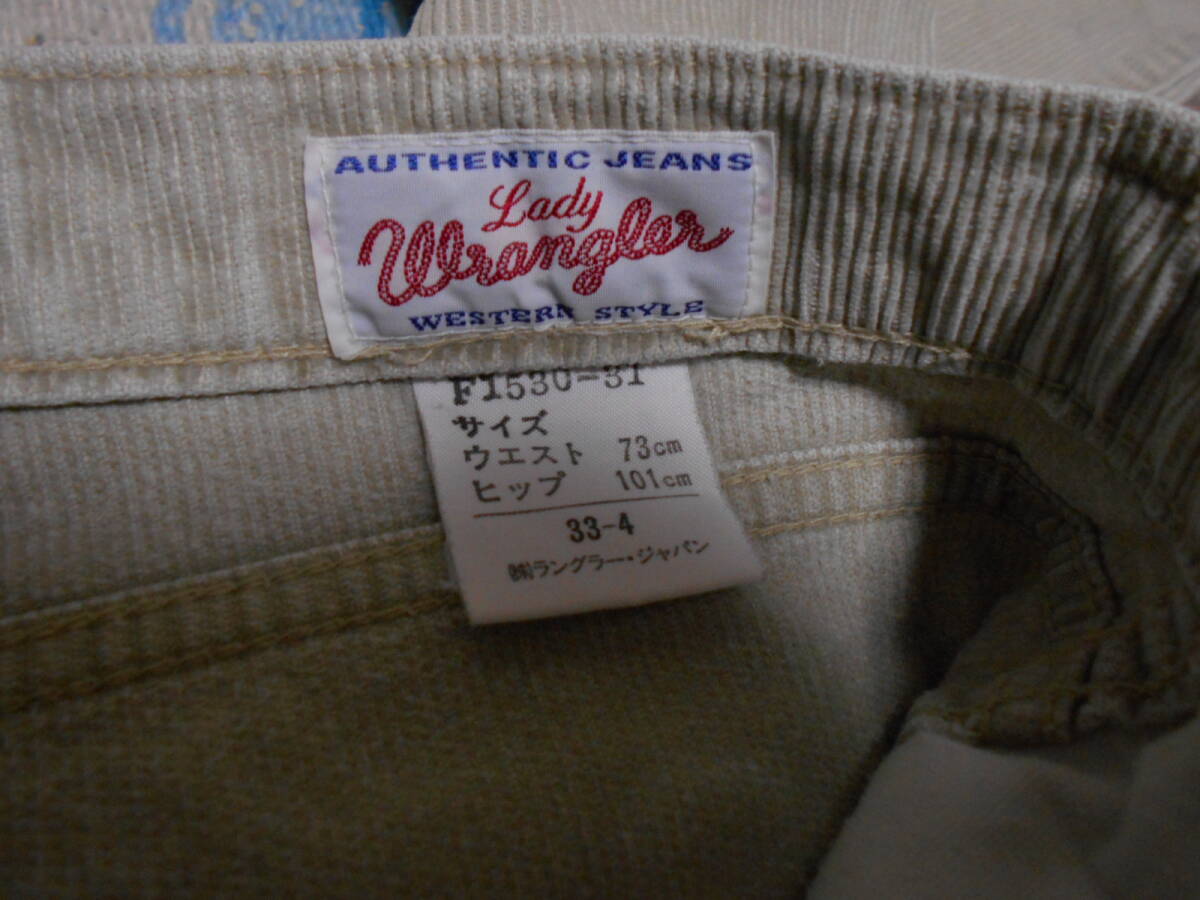 AUTHENTIC JEANS
Lady
Wrangler
WESTERN STYLE
F1530-31
サイズ
ウエスト 73cm
ヒップ 101cm
33-4
㈱ラングラー・ジャパン